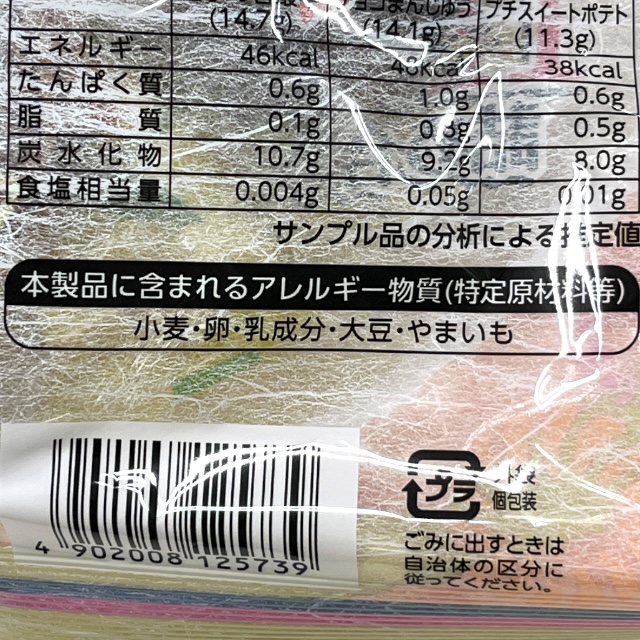 (14.7g) (14.1g) プチスイートポテト (11.3g)
エネルギー 46kcal 48kcal 38kcal
たんぱく質 0.6g 1.0g 0.6g
脂質 0.1g 0.5g
炭水化物 10.7g 9.2g 8.0g
食塩相当量 0.004g 0.05g 0.01g
サンプル品の分析による推定値
本製品に含まれるアレルギー物質(特定原材料等)
小麦・卵・乳成分・大豆・やまいも
プラ
個包装
4 902008 125739
ごみに出すときは
自治体の区分に
従ってください。